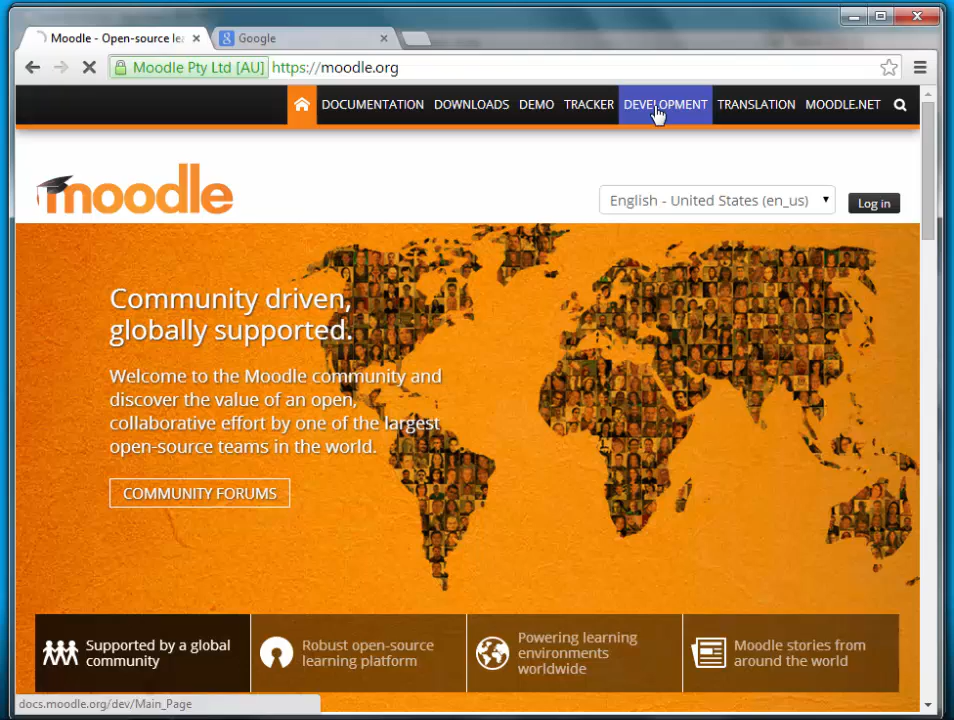 Moodle - Open-source le
Google
Moodle Pty Ltd [AU] https://moodle.org
DOCUMENTATION DOWNLOADS DEMO TRACKER DEVELOPMENT TRANSLATION MOODLE.NET
moodle
English - United States (en_us)
Log in
Community driven,
globally supported.
Welcome to the Moodle community and
discover the value of an open,
collaborative effort by one of the largest
open-source teams in the world.
COMMUNITY FORUMS
Supported by a global
community
Robust open-source
learning platform
Powering learning
environments
worldwide
Moodle stories from
around the world
docs.moodle.org/dev/Main_Page